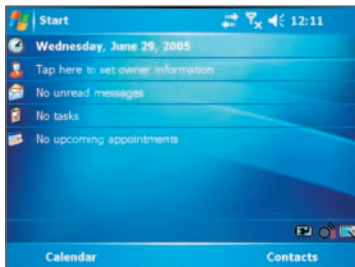 Start 12:11
Wednesday, June 29, 2005
Tap here to set owner information
No unread messages
No tasks
No upcoming appointments
Calendar Contacts